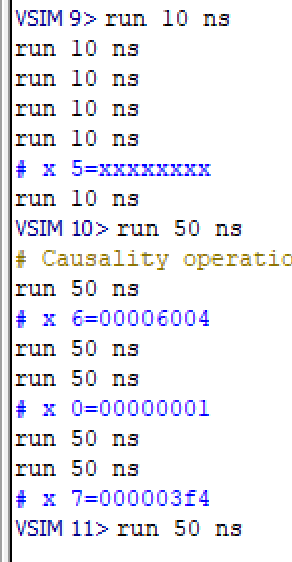 VSIM 9> run 10 ns
run 10 ns
run 10 ns
run 10 ns
run 10 ns
# x 5=xxxxxxxx
run 10 ns
VSIM 10> run 50 ns
# Causality operatio
run 50 ns
# x 6=00006004
run 50 ns
run 50 ns
# x 0=00000001
run 50 ns
run 50 ns
# x 7=000003f4
VSIM 11> run 50 ns